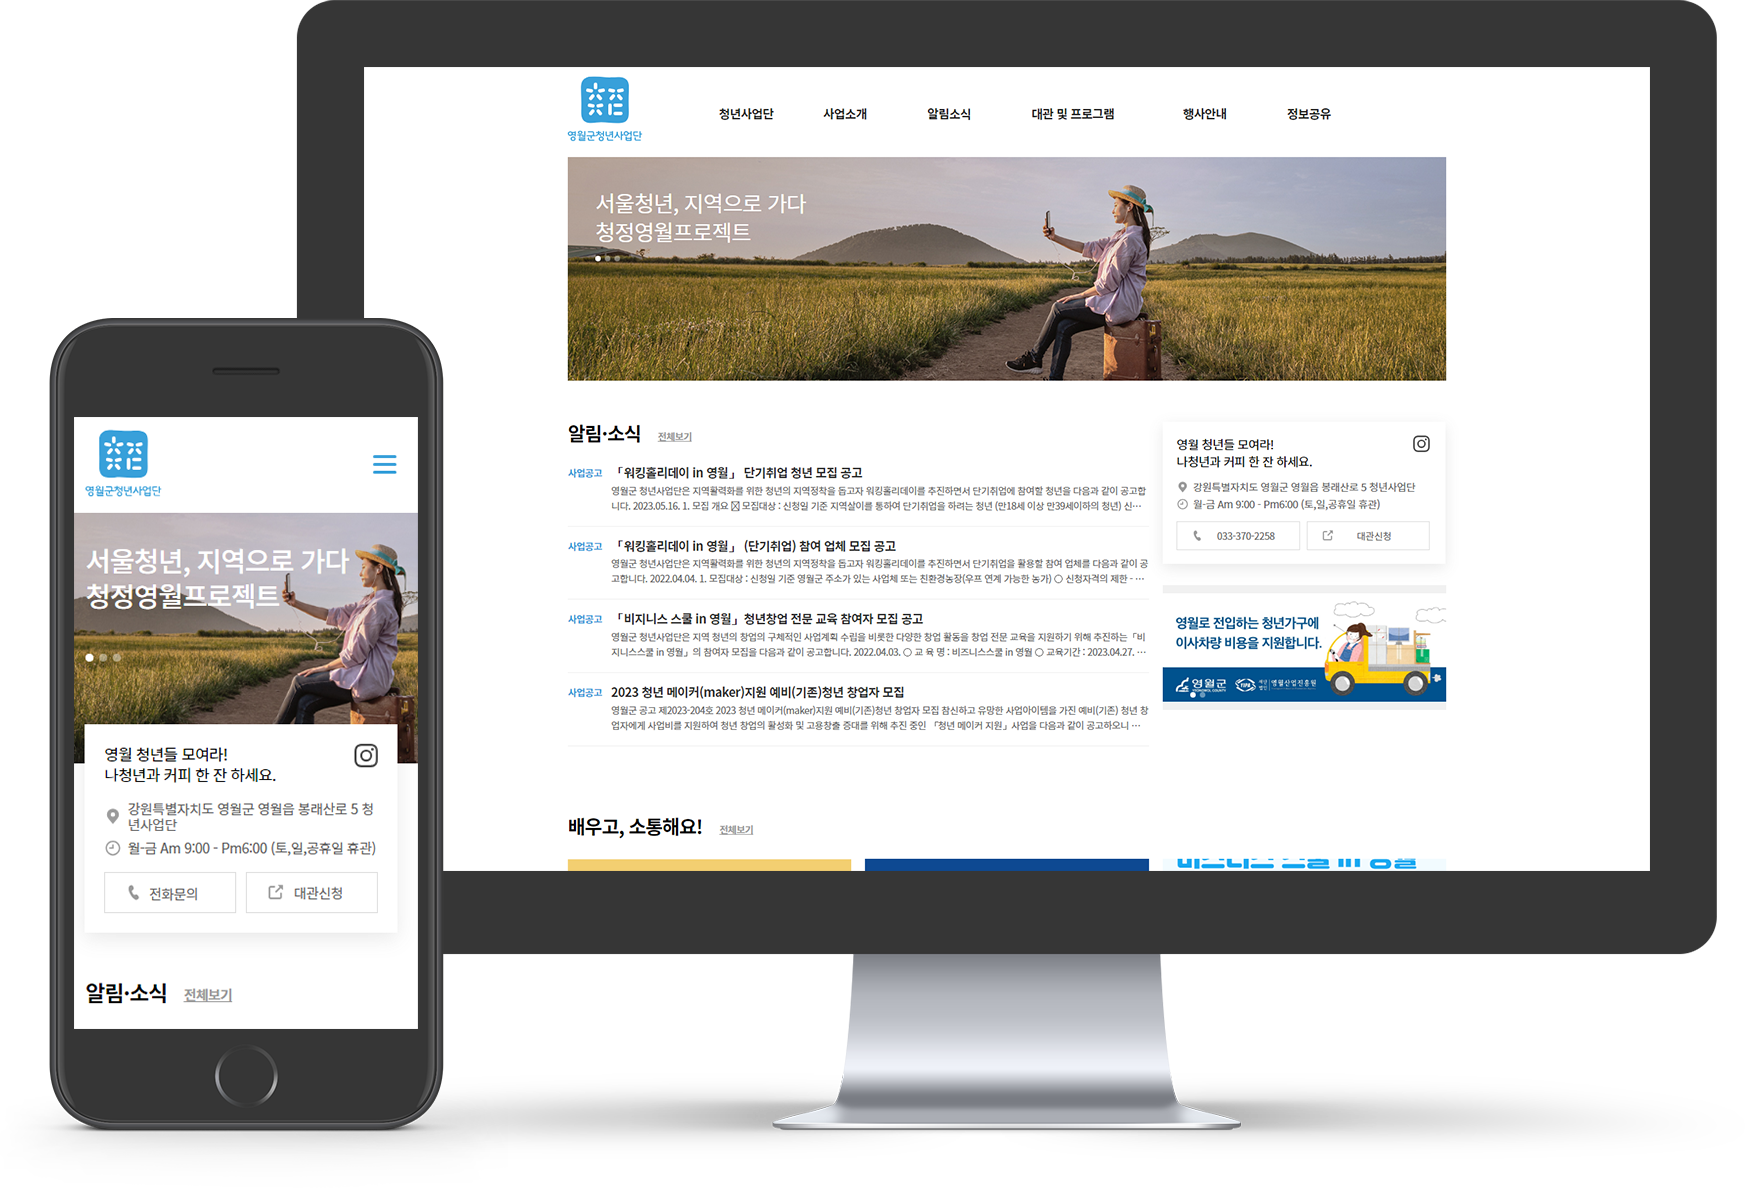 영월군청년사업단
청년사업단 사업소개 알림소식 대관 및 프로그램 행사안내 정보공유
서울청년, 지역으로 가다
청정영월프로젝트
알림·소식 전체보기
사업공고 「워킹홀리데이 in 영월」 단기취업 청년 모집 공고
영월군 청년사업단은 지역활력화를 위한 청년의 지역정착을 돕고자 워킹홀리데이를 추진하면서 단기취업에 참여할 청년을 다음과 같이 공고합
니다. 2023.05.16. 1. 모집 개요 모집대상 : 신청일 기준 지역살이를 통하여 단기취업을 하려는 청년 (만18세 이상 만39세이하의 청년) 신…
사업공고 「워킹홀리데이 in 영월」 (단기취업) 참여 업체 모집 공고
영월군 청년사업단은 지역활력화를 위한 청년의 지역정착을 돕고자 워킹홀리데이를 추진하면서 단기취업을 활용할 참여 업체를 다음과 같이 공
고합니다. 2022.04.04. 1. 모집대상 : 신청일 기준 영월군 주소가 있는 사업체 또는 친환경농장(우프 연계 가능한 농가) ○ 신청자격의 제한 - …
사업공고 「비지니스 스쿨 in 영월」 청년창업 전문 교육 참여자 모집 공고
영월군 청년사업단은 지역 청년의 창업의 구체적인 사업계획 수립을 비롯한 다양한 창업 활동을 창업 전문 교육을 지원하기 위해 추진하는 「비
지니스스쿨 in 영월」의 참여자 모집을 다음과 같이 공고합니다. 2022.04.03. ○ 교 육 명 : 비즈니스스쿨 in 영월 ○ 교육기간 : 2023.04.27. …
사업공고 2023 청년 메이커(maker)지원 예비(기존)청년 창업자 모집
영월군 공고 제2023-204호 2023 청년 메이커(maker)지원 예비(기존)청년 창업자 모집 참신하고 유망한 사업아이템을 가진 예비(기존) 청년 창
업자에게 사업비를 지원하여 청년 창업의 활성화 및 고용창출 증대를 위해 추진 중인 「청년 메이커 지원」사업을 다음과 같이 공고하오니 …
영월 청년들 모여라!
나청년과 커피 한 잔 하세요.
강원특별자치도 영월군 영월읍 봉래산로 5 청년사업단
월-금 Am 9:00 - Pm6:00 (토,일,공휴일 휴관)
033-370-2258 대관신청
영월로 전입하는 청년가구에
이사차량 비용을 지원합니다.
영월군 재단법인 영월산업진흥원
배우고, 소통해요! 전체보기
비즈니스 스쿨 in 영월
영월군청년사업단
서울청년, 지역으로 가다
청정영월프로젝트
영월 청년들 모여라!
나청년과 커피 한 잔 하세요.
강원특별자치도 영월군 영월읍 봉래산로 5 청
년사업단
월-금 Am 9:00 - Pm6:00 (토,일,공휴일 휴관)
전화문의 대관신청
알림·소식 전체보기